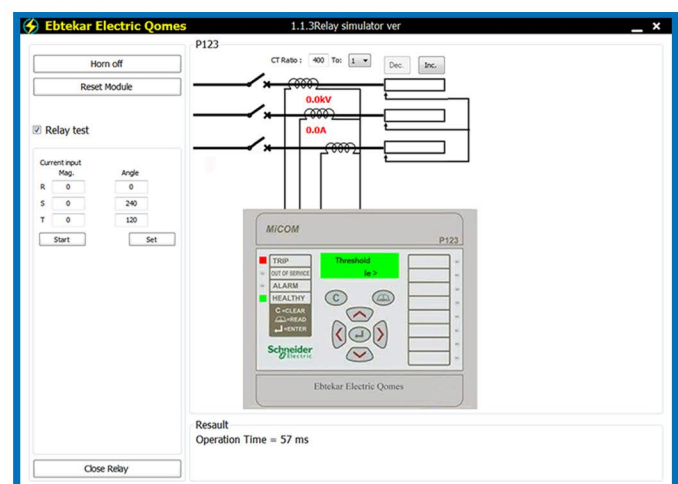 Ebtekar Electric Qomes
1.1.3Relay simulator ver
Horn off
Reset Module
Relay test
Current input
Mag. Angle
R 0 0
S 0 240
T 0 120
Start Set
Close Relay
P123
CT Ratio : 400 To: 1 Dec. Inc.
0.0kV
0.0A
MiCOM
P123
TRIP
OUT OF SERVICE
ALARM
HEALTHY
C =CLEAR
=READ
=ENTER
Threshold
Ie >
C
Schneider
Electric
Ebtekar Electric Qomes
Resault
Operation Time = 57 ms